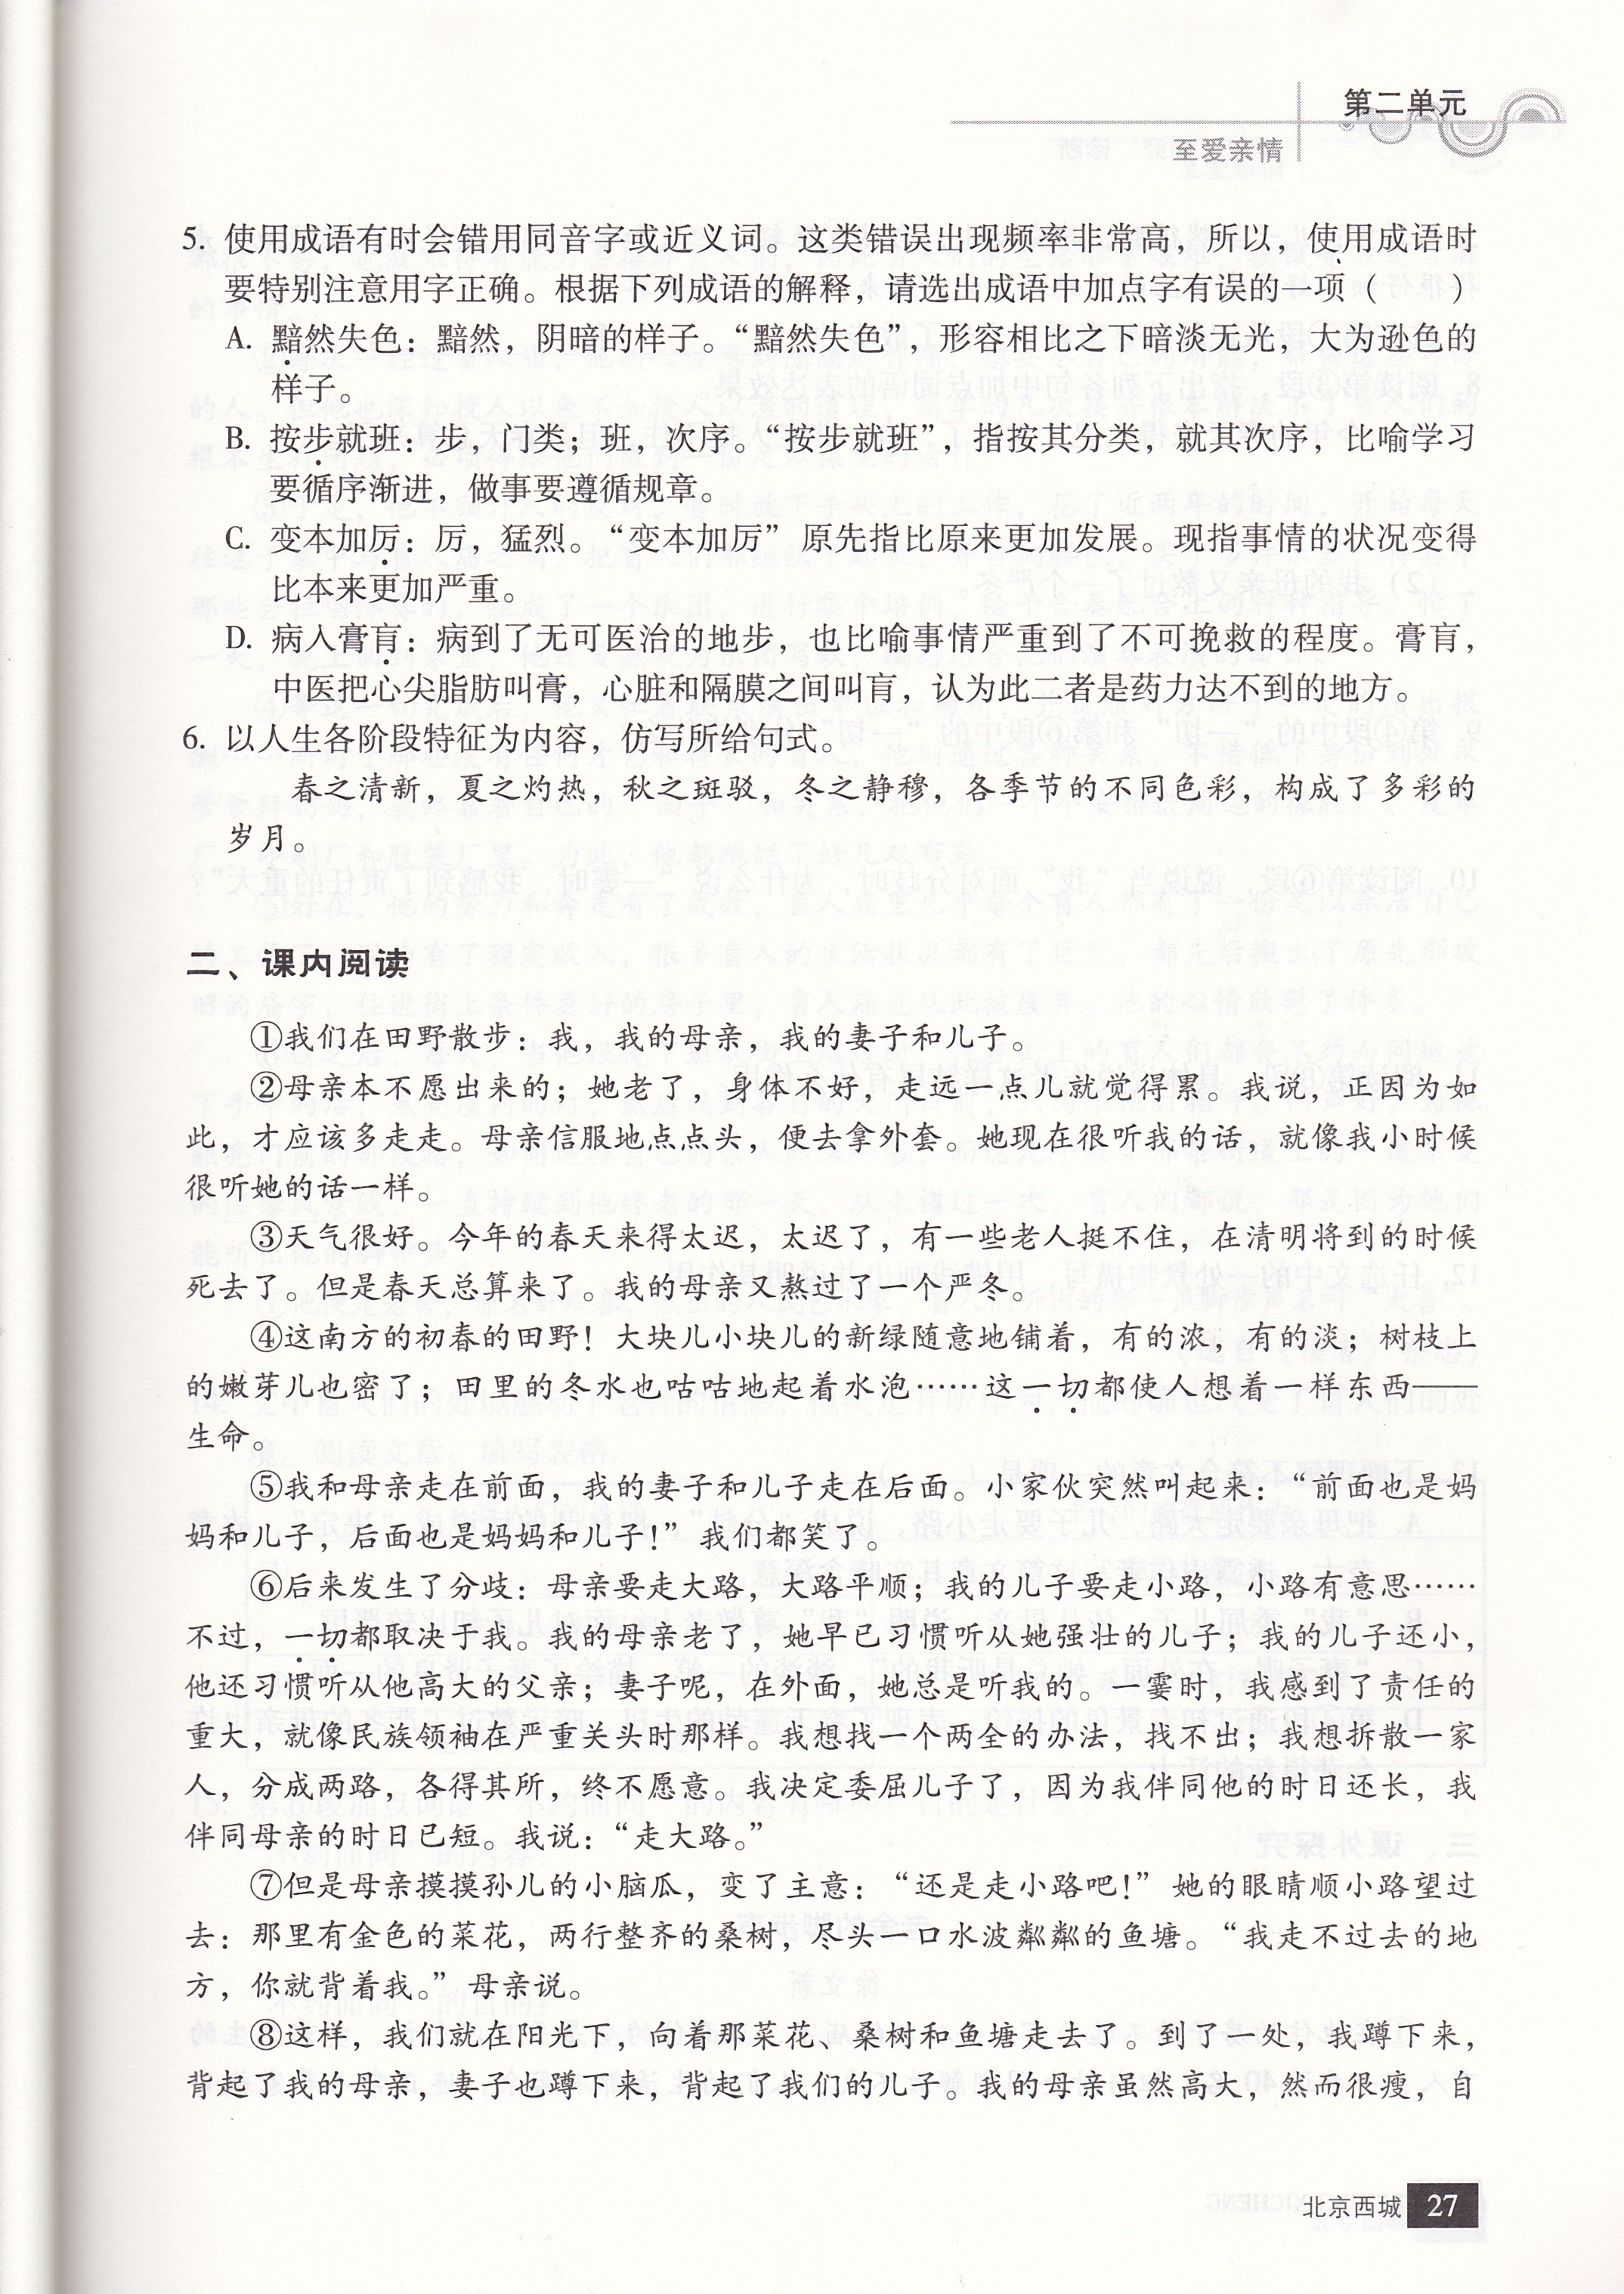 第二单元
至爱亲情
5. 使用成语有时会错用同音字或近义词。这类错误出现频率非常高，所以，使用成语时
要特别注意用字正确。根据下列成语的解释，请选出成语中加点字有误的一项（　　）
A. 黯然失色：黯然，阴暗的样子。“黯然失色”，形容相比之下暗淡无光，大为逊色的
样子。
B. 按步就班：步，门类；班，次序。“按步就班”，指按其分类，就其次序，比喻学习
要循序渐进，做事要遵循规章。
C. 变本加厉：厉，猛烈。“变本加厉”原先指比原来更加发展。现指事情的状况变得
比本来更加严重。
D. 病入膏肓：病到了无可医治的地步，也比喻事情严重到了不可挽救的程度。膏肓，
中医把心尖脂肪叫膏，心脏和隔膜之间叫肓，认为此二者是药力达不到的地方。
6. 以人生各阶段特征为内容，仿写所给句式。
春之清新，夏之灼热，秋之斑驳，冬之静穆，各季节的不同色彩，构成了多彩的
岁月。
二、课内阅读
①我们在田野散步：我，我的母亲，我的妻子和儿子。
②母亲本不愿出来的；她老了，身体不好，走远一点儿就觉得累。我说，正因为如
此，才应该多走走。母亲信服地点点头，便去拿外套。她现在很听我的话，就像我小时候
很听她的话一样。
③天气很好。今年的春天来得太迟，太迟了，有一些老人挺不住，在清明将到的时候
死去了。但是春天总算来了。我的母亲又熬过了一个严冬。
④这南方的初春的田野！大块儿小块儿的新绿随意地铺着，有的浓，有的淡；树枝上
的嫩芽儿也密了；田里的冬水也咕咕地起着水泡……这一切都使人想着一样东西——
生命。
⑤我和母亲走在前面，我的妻子和儿子走在后面。小家伙突然叫起来：“前面也是妈
妈和儿子，后面也是妈妈和儿子！”我们都笑了。
⑥后来发生了分歧：母亲要走大路，大路平顺；我的儿子要走小路，小路有意思……
不过，一切都取决于我。我的母亲老了，她早已习惯听从她强壮的儿子；我的儿子还小，
他还习惯听从他高大的父亲；妻子呢，在外面，她总是听我的。一霎时，我感到了责任的
重大，就像民族领袖在严重关头时那样。我想找一个两全的办法，找不出；我想拆散一家
人，分成两路，各得其所，终不愿意。我决定委屈儿子了，因为我伴同他的时日还长，我
伴同母亲的时日已短。我说：“走大路。”
⑦但是母亲摸摸孙儿的小脑瓜，变了主意：“还是走小路吧！”她的眼睛顺小路望过
去：那里有金色的菜花，两行整齐的桑树，尽头一口水波粼粼的鱼塘。“我走不过去的地
方，你就背着我。”母亲说。
⑧这样，我们就在阳光下，向着那菜花、桑树和鱼塘走去了。到了一处，我蹲下来，
背起了我的母亲，妻子也蹲下来，背起了我们的儿子。我的母亲虽然高大，然而很瘦，自
北京西城 27